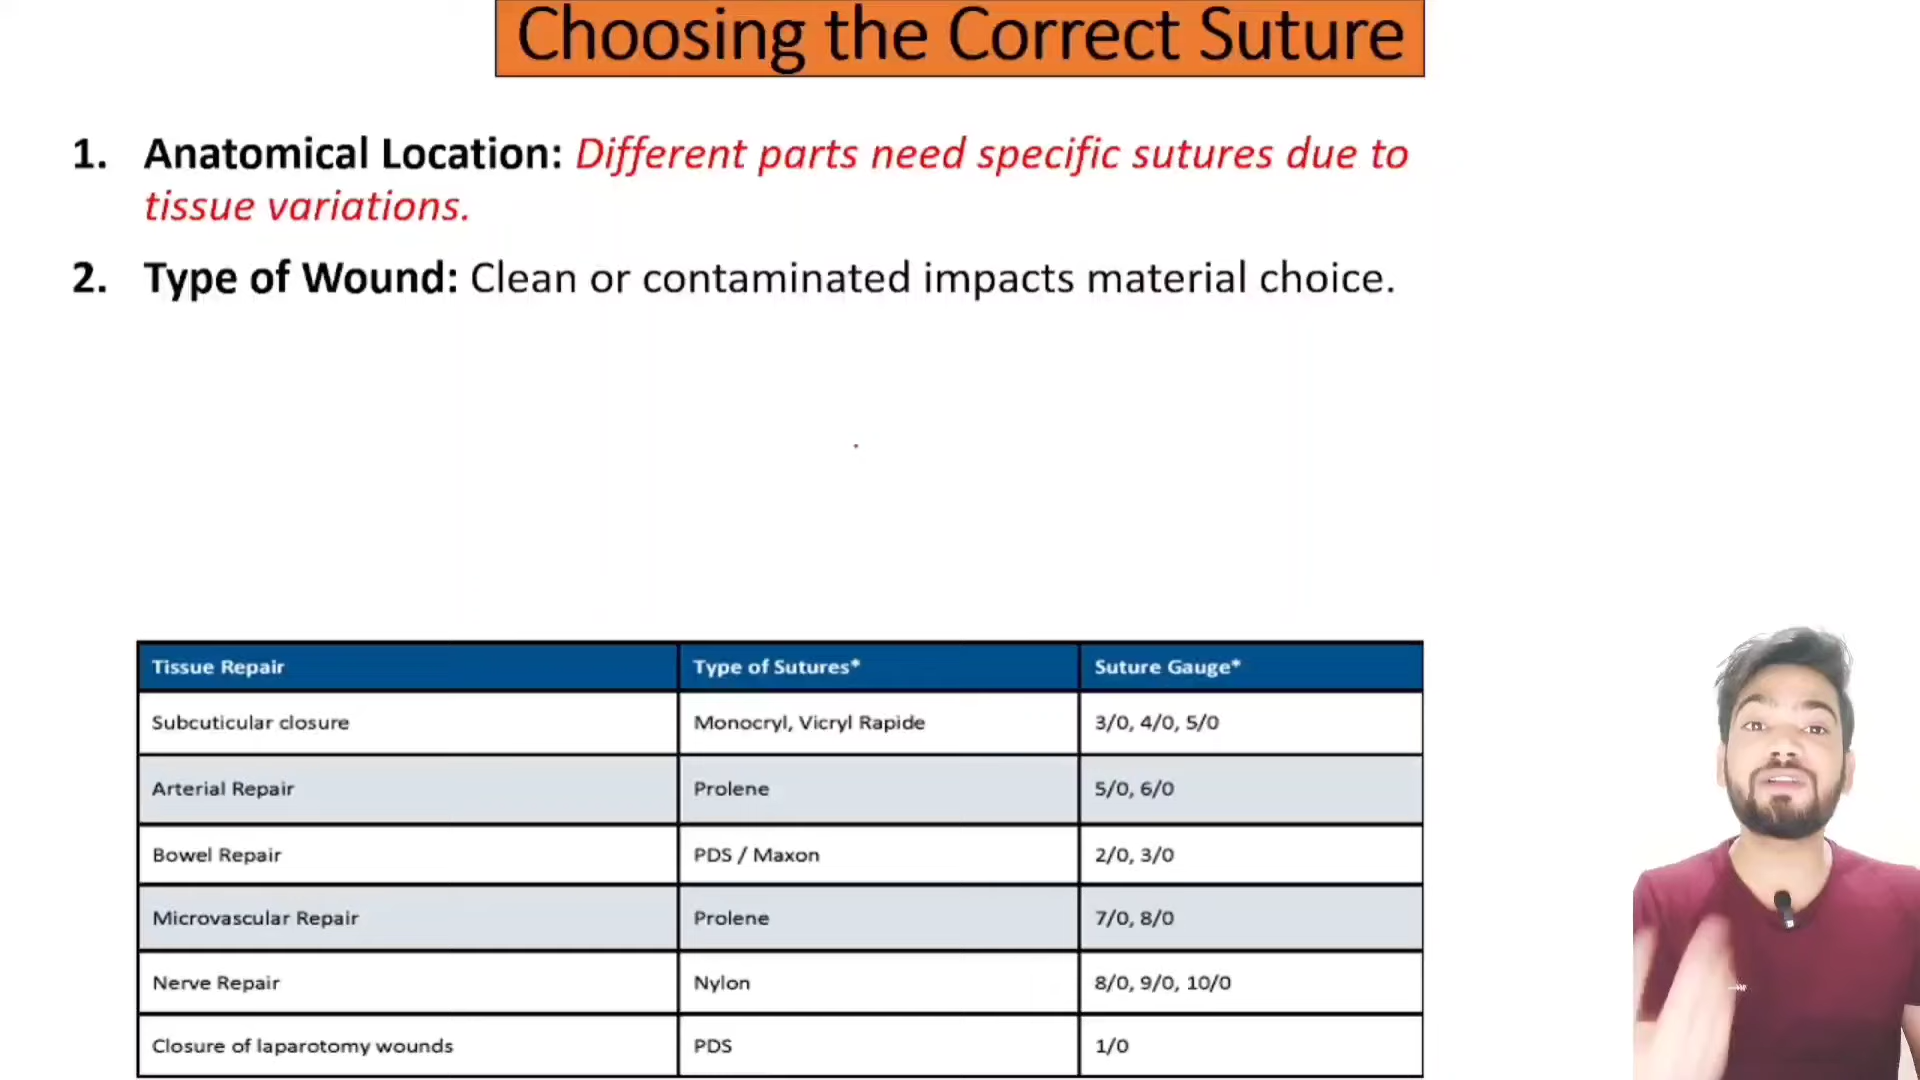 Choosing the Correct Suture
1. Anatomical Location: Different parts need specific sutures due to
tissue variations.
2. Type of Wound: Clean or contaminated impacts material choice.
Tissue Repair Type of Sutures* Suture Gauge*
Subcuticular closure Monocryl, Vicryl Rapide 3/0, 4/0, 5/0
Arterial Repair Prolene 5/0, 6/0
Bowel Repair PDS / Maxon 2/0, 3/0
Microvascular Repair Prolene 7/0, 8/0
Nerve Repair Nylon 8/0, 9/0, 10/0
Closure of laparotomy wounds PDS 1/0